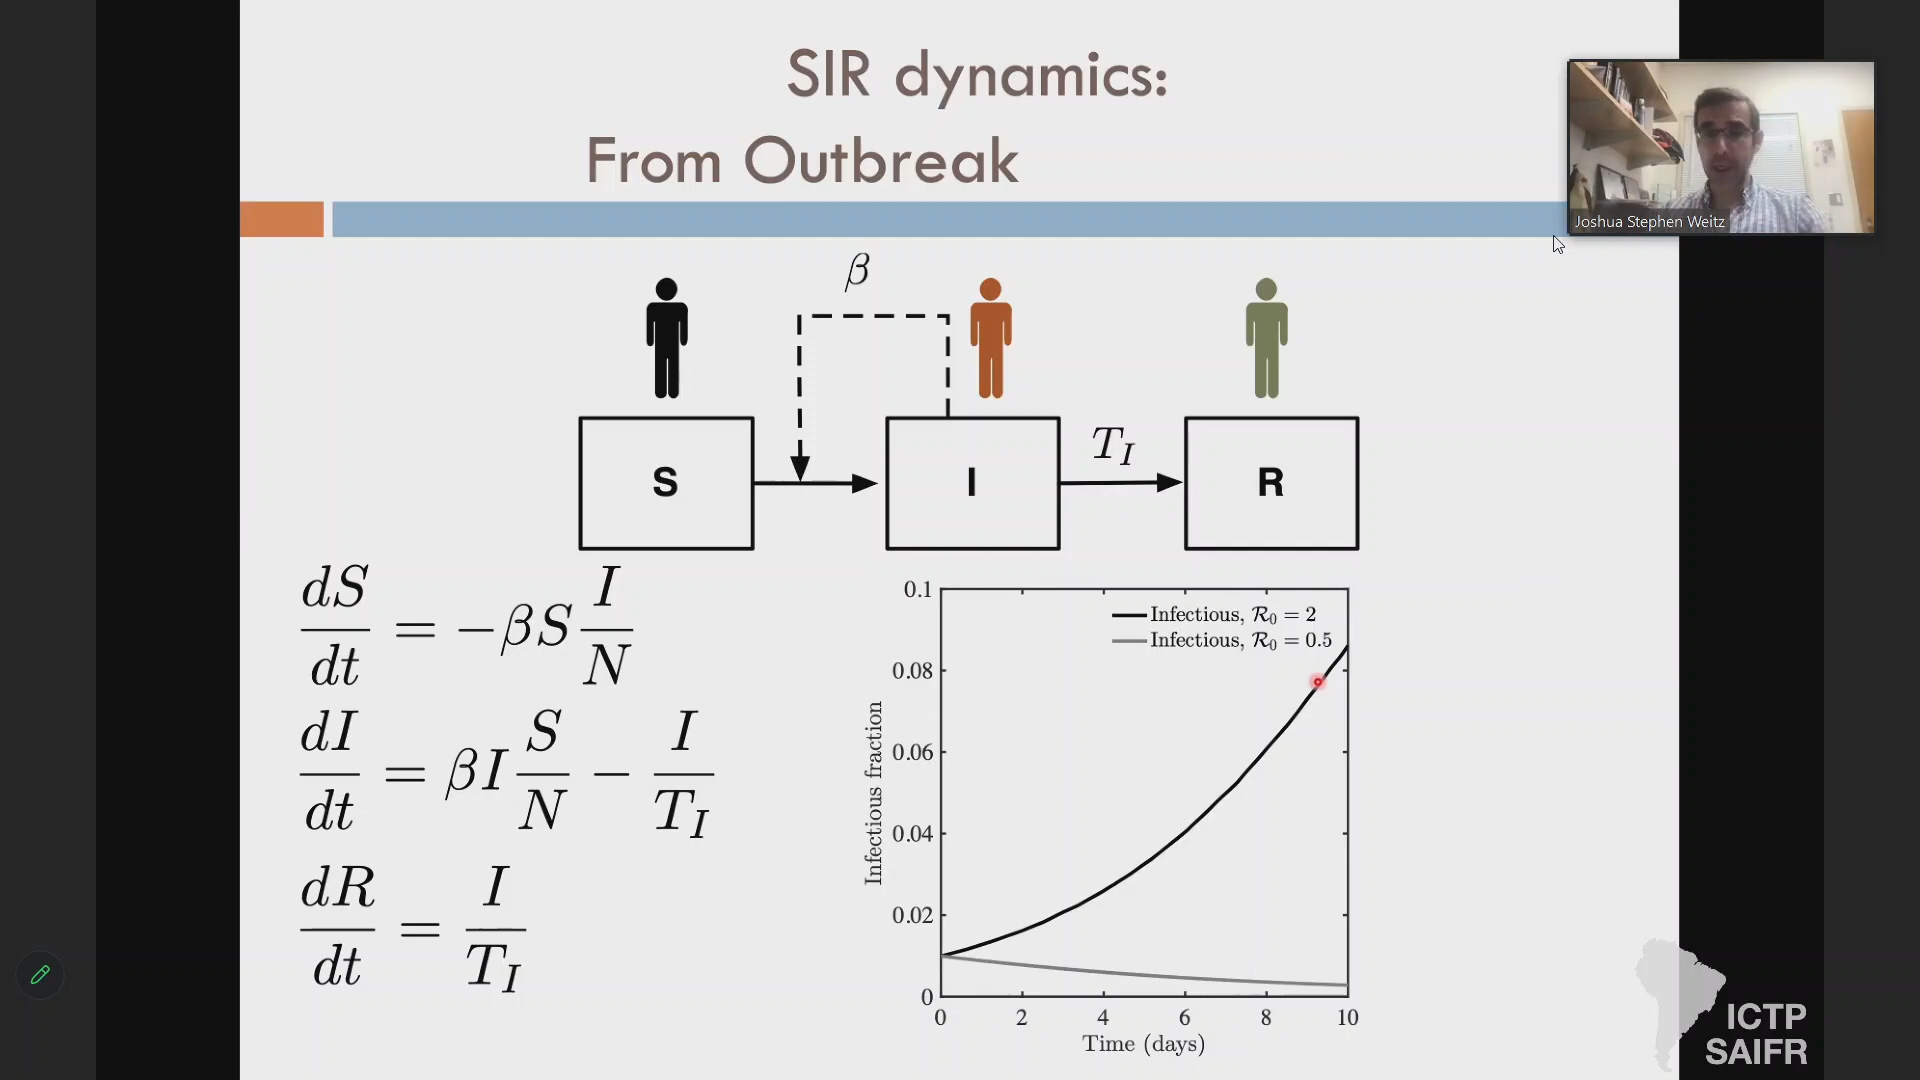 SIR dynamics:
From Outbreak
Joshua Stephen Weitz
β
S
I
T_I
R
dS/dt = −βS I/N
dI/dt = βI S/N − I/T_I
dR/dt = I/T_I
Infectious, ℛ₀ = 2
Infectious, ℛ₀ = 0.5
0.1
0.08
0.06
0.04
0.02
0
Infectious fraction
0 2 4 6 8 10
Time (days)
ICTP
SAIFR